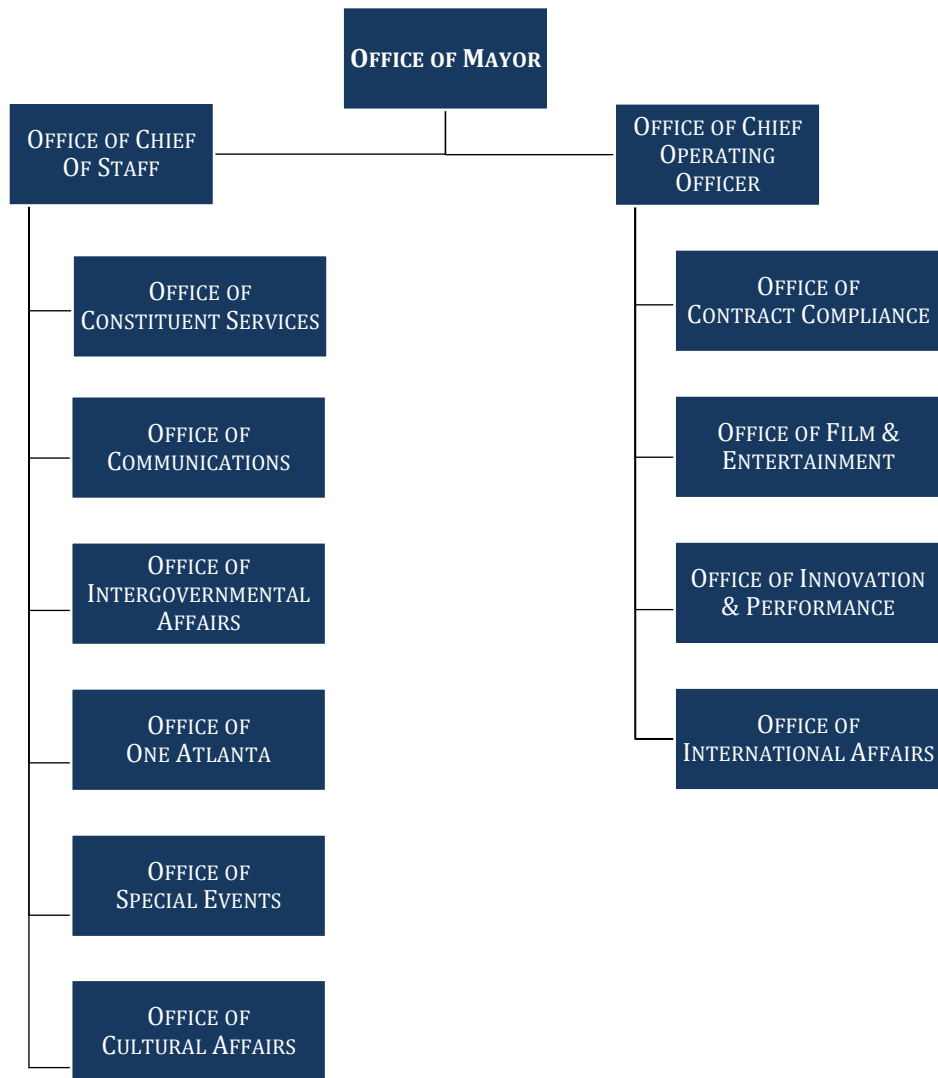 OFFICE OF MAYOR
OFFICE OF CHIEF
OF STAFF
OFFICE OF CHIEF
OPERATING
OFFICER
OFFICE OF
CONSTITUENT SERVICES
OFFICE OF
COMMUNICATIONS
OFFICE OF
INTERGOVERNMENTAL
AFFAIRS
OFFICE OF
ONE ATLANTA
OFFICE OF
SPECIAL EVENTS
OFFICE OF
CULTURAL AFFAIRS
OFFICE OF
CONTRACT COMPLIANCE
OFFICE OF FILM &
ENTERTAINMENT
OFFICE OF INNOVATION
& PERFORMANCE
OFFICE OF
INTERNATIONAL AFFAIRS